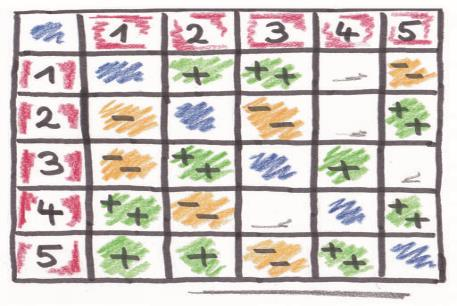 1 2 3 4 5
1 + ++ -- 
2 - -- ++
3 -- ++ +
4 ++ -- ++
5 + + -- ++